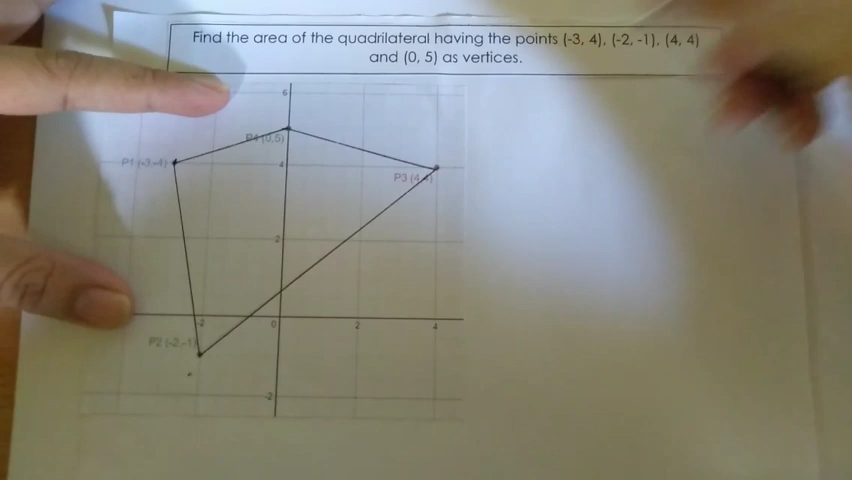 Find the area of the quadrilateral having the points (-3, 4), (-2, -1), (4, 4)
and (0, 5) as vertices.
6
P4 (0,5)
P1 (-3,4)
4
P3 (4,4)
2
-2
0
2
4
P2 (-2,-1)
-2